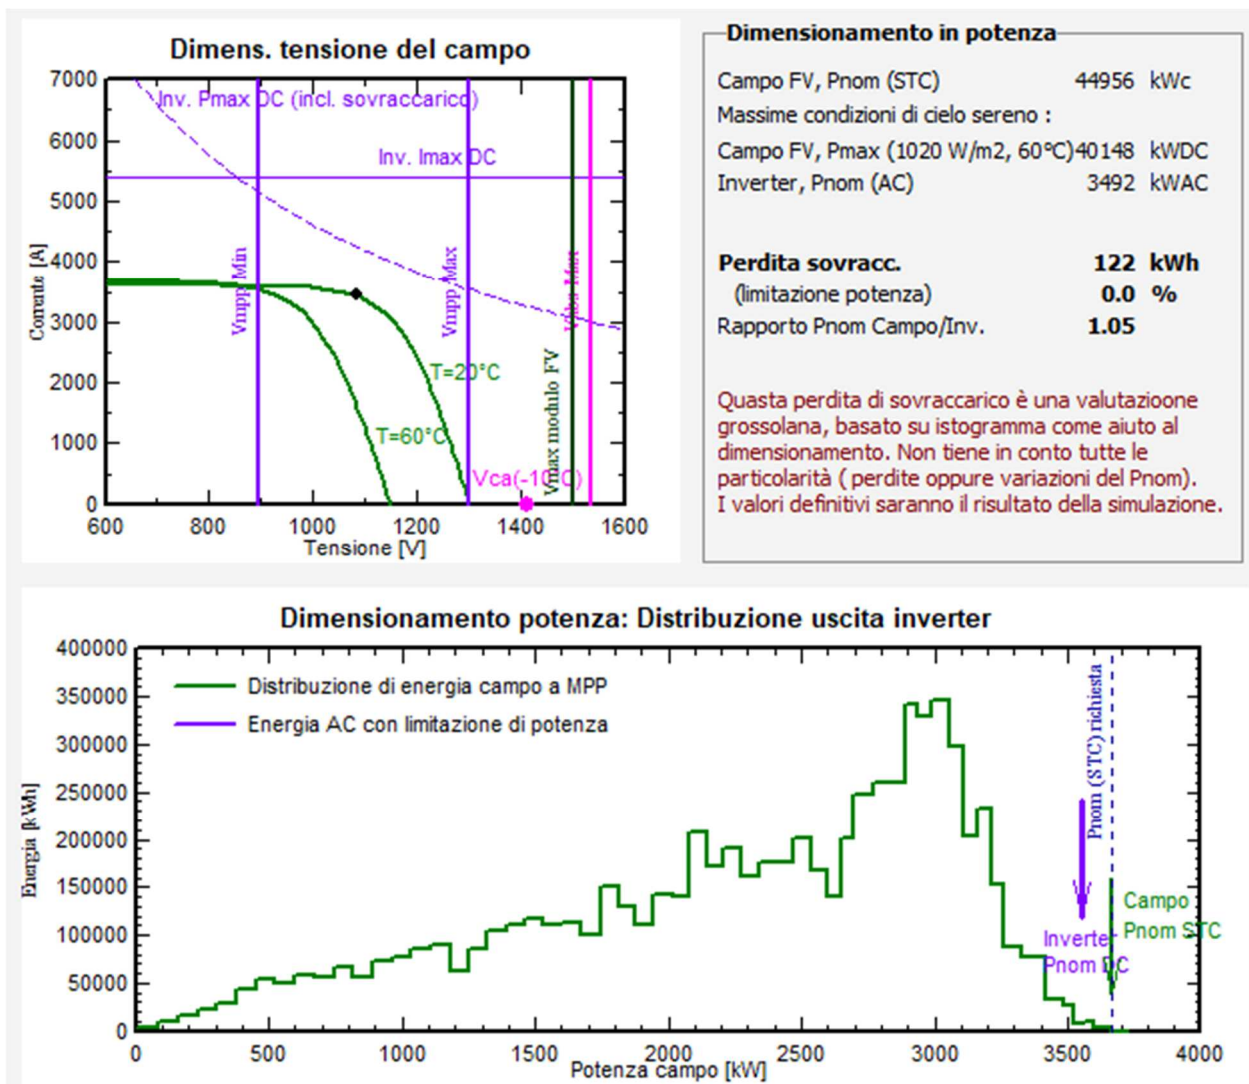 Dimens. tensione del campo
7000
6000
5000
4000
3000
2000
1000
0
Corrente [A]
Inv. Pmax DC (incl. sovraccarico)
Inv. Imax DC
Vmpp Min
Vmpp Max
Vmax modulo FV
Vabs Max
T=20°C
T=60°C
Vca(-10°C)
600 800 1000 1200 1400 1600
Tensione [V]
Dimensionamento in potenza
Campo FV, Pnom (STC) 44956 kWc
Massime condizioni di cielo sereno :
Campo FV, Pmax (1020 W/m2, 60°C) 40148 kWDC
Inverter, Pnom (AC) 3492 kWAC
Perdita sovracc. 122 kWh
(limitazione potenza) 0.0 %
Rapporto Pnom Campo/Inv. 1.05
Quasta perdita di sovraccarico è una valutazioone
grossolana, basato su istogramma come aiuto al
dimensionamento. Non tiene in conto tutte le
particolarità ( perdite oppure variazioni del Pnom).
I valori definitivi saranno il risultato della simulazione.
Dimensionamento potenza: Distribuzione uscita inverter
400000
350000
300000
250000
200000
150000
100000
50000
0
Energia [kWh]
Distribuzione di energia campo a MPP
Energia AC con limitazione di potenza
Pnom (STC) richiesta
Campo
Pnom STC
Inverter
Pnom DC
0 500 1000 1500 2000 2500 3000 3500 4000
Potenza campo [kW]